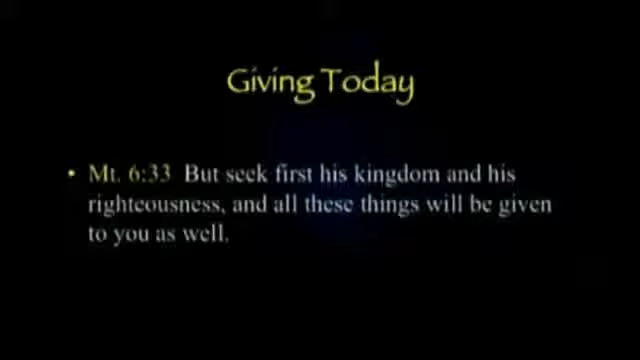 Giving Today
• Mt. 6:33 But seek first his kingdom and his
righteousness, and all these things will be given
to you as well.